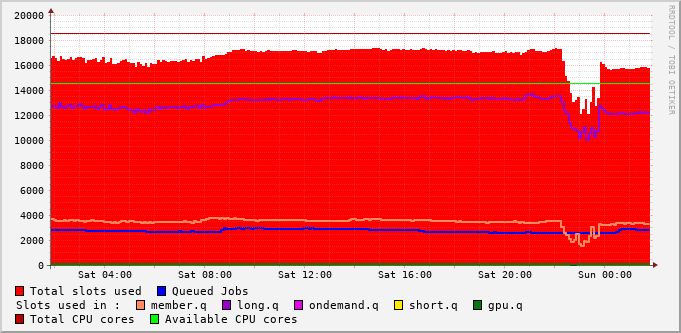 20000
18000
16000
14000
12000
10000
8000
6000
4000
2000
0
Sat 04:00 Sat 08:00 Sat 12:00 Sat 16:00 Sat 20:00 Sun 00:00
RRDTOOL / TOBI OETIKER
Total slots used Queued Jobs
Slots used in : member.q long.q ondemand.q short.q gpu.q
Total CPU cores Available CPU cores